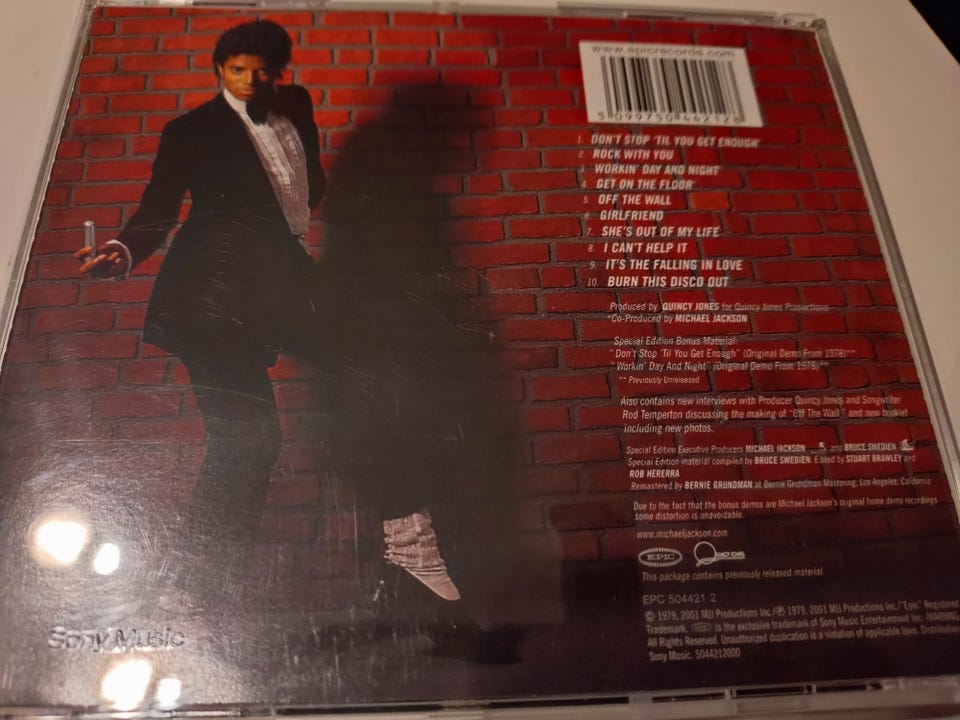 www.epicrecords.com
5 099750 442128
1. DON'T STOP 'TIL YOU GET ENOUGH*
2. ROCK WITH YOU
WORKIN' DAY AND NIGHT*
4. GET ON THE FLOOR*
5. OFF THE WALL
6. GIRLFRIEND
7. SHE'S OUT OF MY LIFE
8. I CAN'T HELP IT
9. IT'S THE FALLING IN LOVE
10. BURN THIS DISCO OUT
Produced by QUINCY JONES for Quincy Jones Productions
*Co-Produced by MICHAEL JACKSON
Special Edition Bonus Material:
"Don't Stop 'Til You Get Enough" (Original Demo From 1978)**
"Workin' Day And Night" (Original Demo From 1978)**
** Previously Unreleased
Also contains new interviews with Producer Quincy Jones and Songwriter
Rod Temperton discussing the making of "Off The Wall" and new booklet
including new photos.
Special Edition Executive Producers MICHAEL JACKSON and BRUCE SWEDIEN
Special Edition material compiled by BRUCE SWEDIEN. Edited by STUART BRAWLEY and
ROB HERERRA
Remastered by BERNIE GRUNDMAN at Bernie Grundman Mastering, Los Angeles, California
Due to the fact that the bonus demos are Michael Jackson's original home demo recordings
some distortion is unavoidable.
www.michaeljackson.com
EPIC QUINCY JONES
This package contains previously released material.
EPC 504421 2
© 1979, 2001 MJJ Productions Inc./℗ 1979, 2001 MJJ Productions Inc./"Epic" Registered
Trademark. is the exclusive trademark of Sony Music Entertainment Inc. /WARNING:
All Rights Reserved. Unauthorized duplication is a violation of applicable laws. Distribut
Sony Music. 5044212000
Sony Music